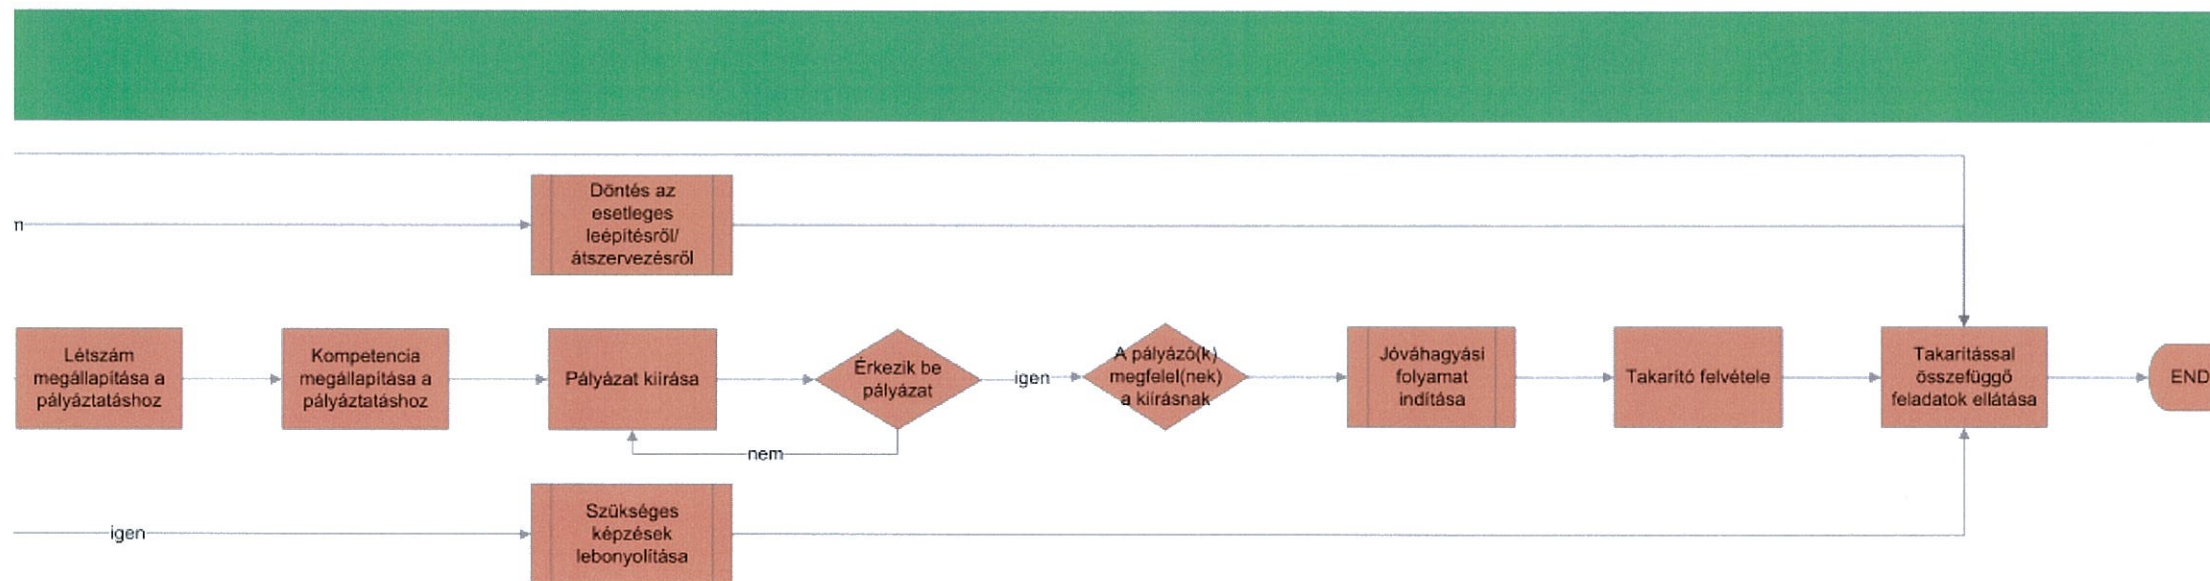 Döntés az
esetleges
leépítésről/
átszervezésről
Létszám
megállapítása a
pályáztatáshoz
Kompetencia
megállapítása a
pályáztatáshoz
Pályázat kiírása
Érkezik be
pályázat
igen
A pályázó(k)
megfelel(nek)
a kiírásnak
Jóváhagyási
folyamat
indítása
Takarító felvétele
Takarítással
összefüggő
feladatok ellátása
END
nem
igen
Szükséges
képzések
lebonyolítása